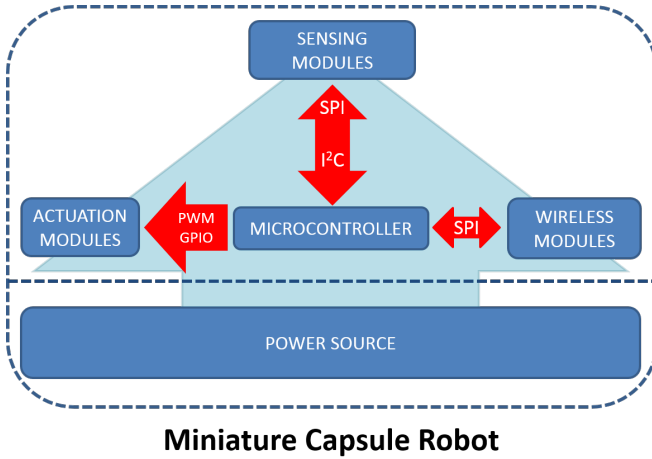 SENSING
MODULES
SPI
I²C
ACTUATION
MODULES
PWM
GPIO
MICROCONTROLLER
SPI
WIRELESS
MODULES
POWER SOURCE
Miniature Capsule Robot